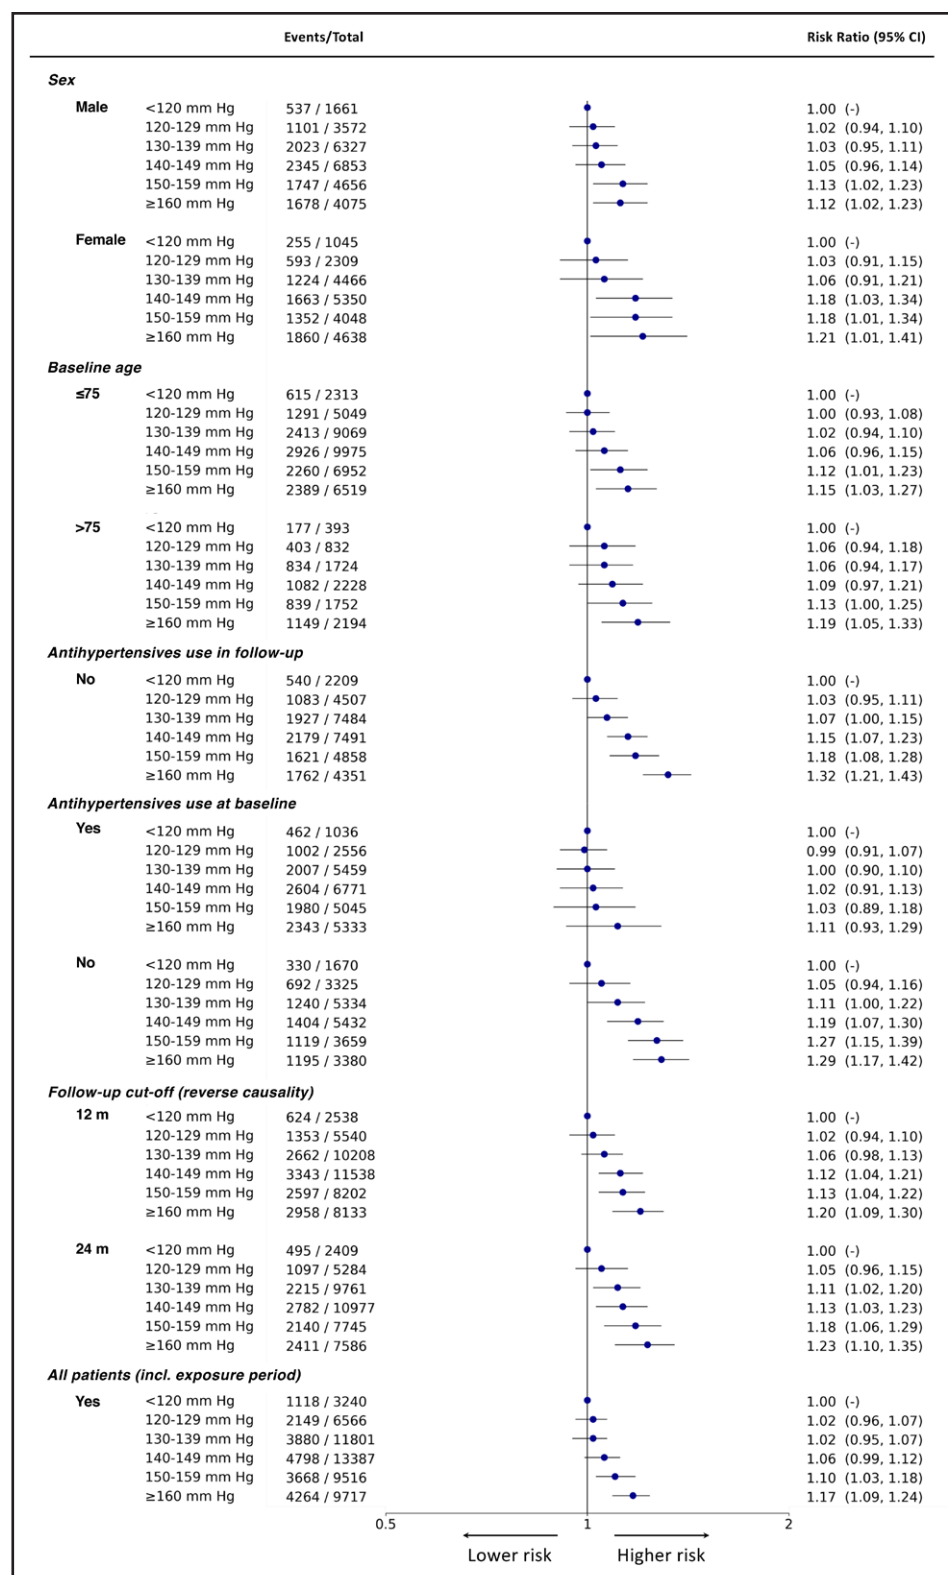 Events/Total Risk Ratio (95% CI)
Sex
Male <120 mm Hg 537 / 1661 1.00 (-)
120-129 mm Hg 1101 / 3572 1.02 (0.94, 1.10)
130-139 mm Hg 2023 / 6327 1.03 (0.95, 1.11)
140-149 mm Hg 2345 / 6853 1.05 (0.96, 1.14)
150-159 mm Hg 1747 / 4656 1.13 (1.02, 1.23)
≥160 mm Hg 1678 / 4075 1.12 (1.02, 1.23)
Female <120 mm Hg 255 / 1045 1.00 (-)
120-129 mm Hg 593 / 2309 1.03 (0.91, 1.15)
130-139 mm Hg 1224 / 4466 1.06 (0.91, 1.21)
140-149 mm Hg 1663 / 5350 1.18 (1.03, 1.34)
150-159 mm Hg 1352 / 4048 1.18 (1.01, 1.34)
≥160 mm Hg 1860 / 4638 1.21 (1.01, 1.41)
Baseline age
≤75 <120 mm Hg 615 / 2313 1.00 (-)
120-129 mm Hg 1291 / 5049 1.00 (0.93, 1.08)
130-139 mm Hg 2413 / 9069 1.02 (0.94, 1.10)
140-149 mm Hg 2926 / 9975 1.06 (0.96, 1.15)
150-159 mm Hg 2260 / 6952 1.12 (1.01, 1.23)
≥160 mm Hg 2389 / 6519 1.15 (1.03, 1.27)
>75 <120 mm Hg 177 / 393 1.00 (-)
120-129 mm Hg 403 / 832 1.06 (0.94, 1.18)
130-139 mm Hg 834 / 1724 1.06 (0.94, 1.17)
140-149 mm Hg 1082 / 2228 1.09 (0.97, 1.21)
150-159 mm Hg 839 / 1752 1.13 (1.00, 1.25)
≥160 mm Hg 1149 / 2194 1.19 (1.05, 1.33)
Antihypertensives use in follow-up
No <120 mm Hg 540 / 2209 1.00 (-)
120-129 mm Hg 1083 / 4507 1.03 (0.95, 1.11)
130-139 mm Hg 1927 / 7484 1.07 (1.00, 1.15)
140-149 mm Hg 2179 / 7491 1.15 (1.07, 1.23)
150-159 mm Hg 1621 / 4858 1.18 (1.08, 1.28)
≥160 mm Hg 1762 / 4351 1.32 (1.21, 1.43)
Antihypertensives use at baseline
Yes <120 mm Hg 462 / 1036 1.00 (-)
120-129 mm Hg 1002 / 2556 0.99 (0.91, 1.07)
130-139 mm Hg 2007 / 5459 1.00 (0.90, 1.10)
140-149 mm Hg 2604 / 6771 1.02 (0.91, 1.13)
150-159 mm Hg 1980 / 5045 1.03 (0.89, 1.18)
≥160 mm Hg 2343 / 5333 1.11 (0.93, 1.29)
No <120 mm Hg 330 / 1670 1.00 (-)
120-129 mm Hg 692 / 3325 1.05 (0.94, 1.16)
130-139 mm Hg 1240 / 5334 1.11 (1.00, 1.22)
140-149 mm Hg 1404 / 5432 1.19 (1.07, 1.30)
150-159 mm Hg 1119 / 3659 1.27 (1.15, 1.39)
≥160 mm Hg 1195 / 3380 1.29 (1.17, 1.42)
Follow-up cut-off (reverse causality)
12 m <120 mm Hg 624 / 2538 1.00 (-)
120-129 mm Hg 1353 / 5540 1.02 (0.94, 1.10)
130-139 mm Hg 2662 / 10208 1.06 (0.98, 1.13)
140-149 mm Hg 3343 / 11538 1.12 (1.04, 1.21)
150-159 mm Hg 2597 / 8202 1.13 (1.04, 1.22)
≥160 mm Hg 2958 / 8133 1.20 (1.09, 1.30)
24 m <120 mm Hg 495 / 2409 1.00 (-)
120-129 mm Hg 1097 / 5284 1.05 (0.96, 1.15)
130-139 mm Hg 2215 / 9761 1.11 (1.02, 1.20)
140-149 mm Hg 2782 / 10977 1.13 (1.03, 1.23)
150-159 mm Hg 2140 / 7745 1.18 (1.06, 1.29)
≥160 mm Hg 2411 / 7586 1.23 (1.10, 1.35)
All patients (incl. exposure period)
Yes <120 mm Hg 1118 / 3240 1.00 (-)
120-129 mm Hg 2149 / 6566 1.02 (0.96, 1.07)
130-139 mm Hg 3880 / 11801 1.02 (0.95, 1.07)
140-149 mm Hg 4798 / 13387 1.06 (0.99, 1.12)
150-159 mm Hg 3668 / 9516 1.10 (1.03, 1.18)
≥160 mm Hg 4264 / 9717 1.17 (1.09, 1.24)
0.5 1 2
Lower risk Higher risk